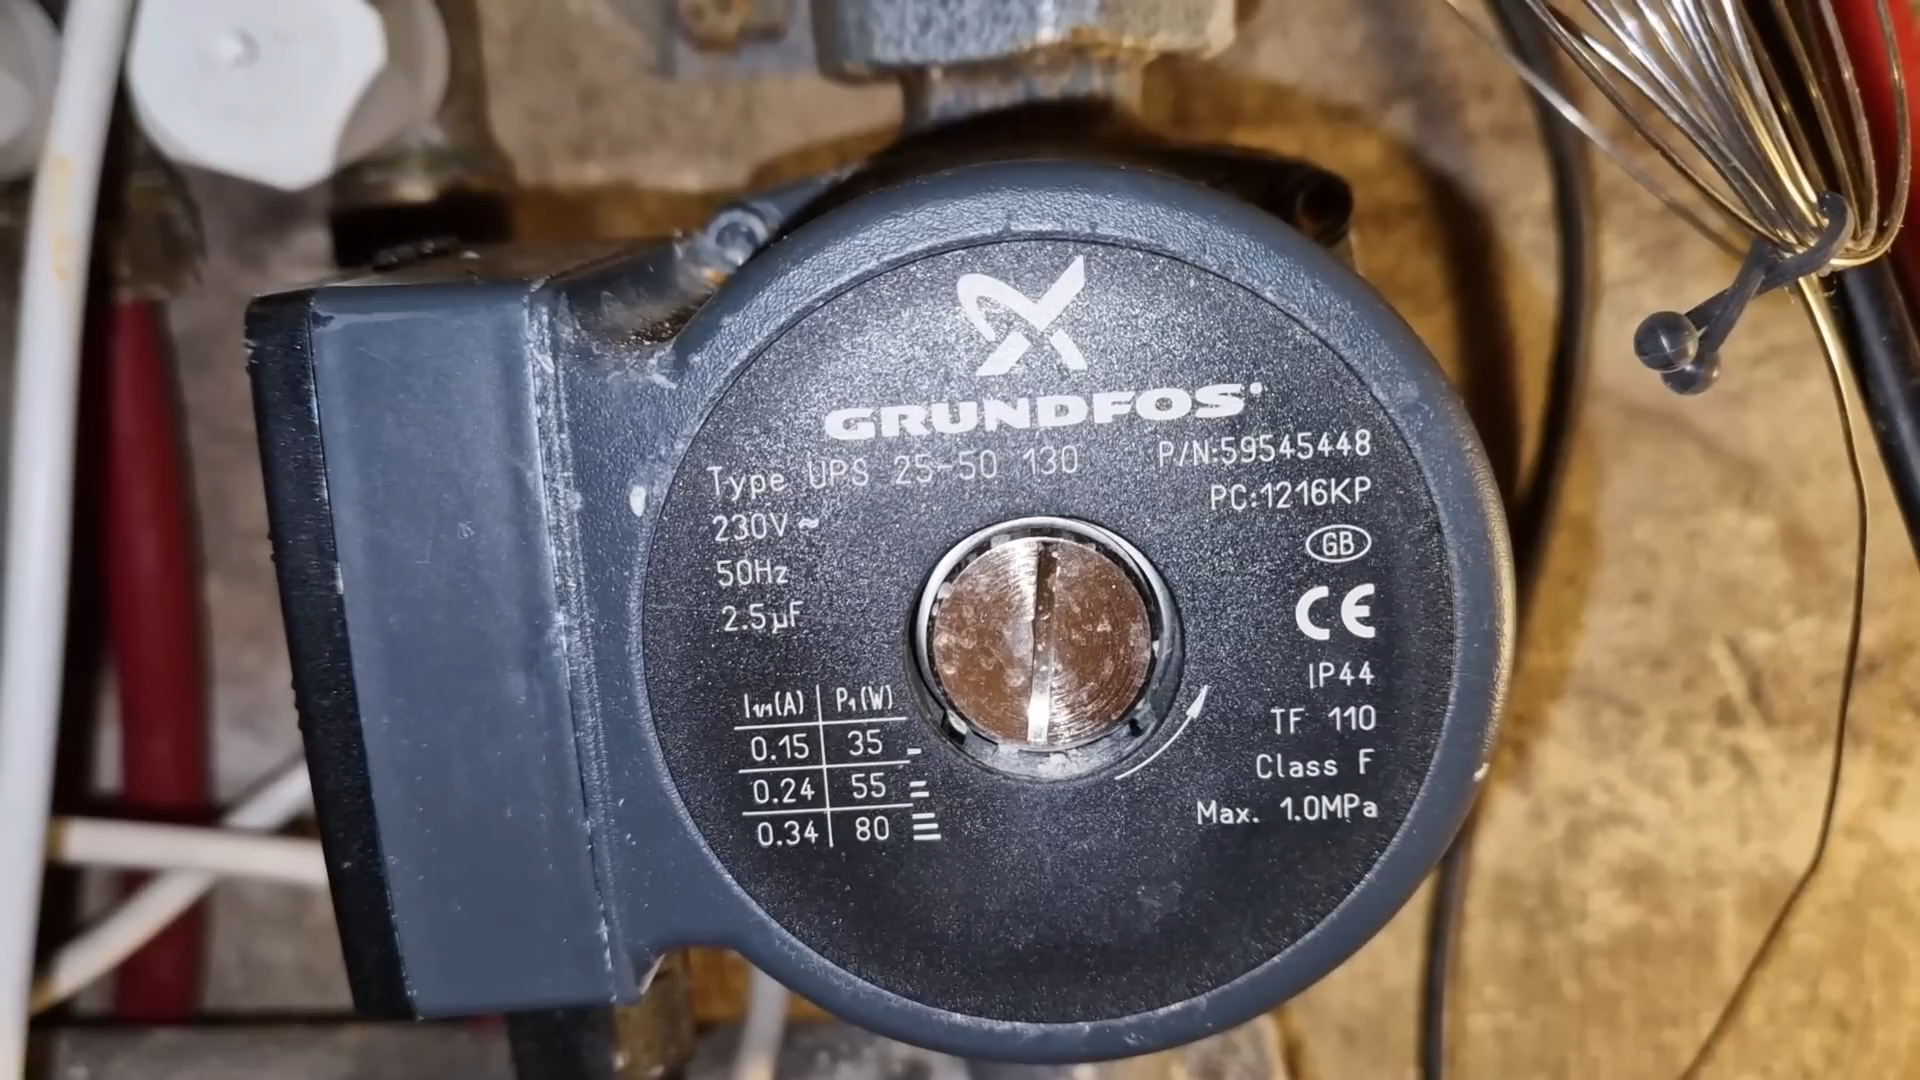 GRUNDFOS
Type UPS 25-50 130 P/N:59545448
230V ~ PC:1216KP
50Hz GB
2.5µF CE
IP44
I1/1(A) P1(W) TF 110
0.15 35 -
0.24 55 = Class F
0.34 80 ≡ Max. 1.0MPa